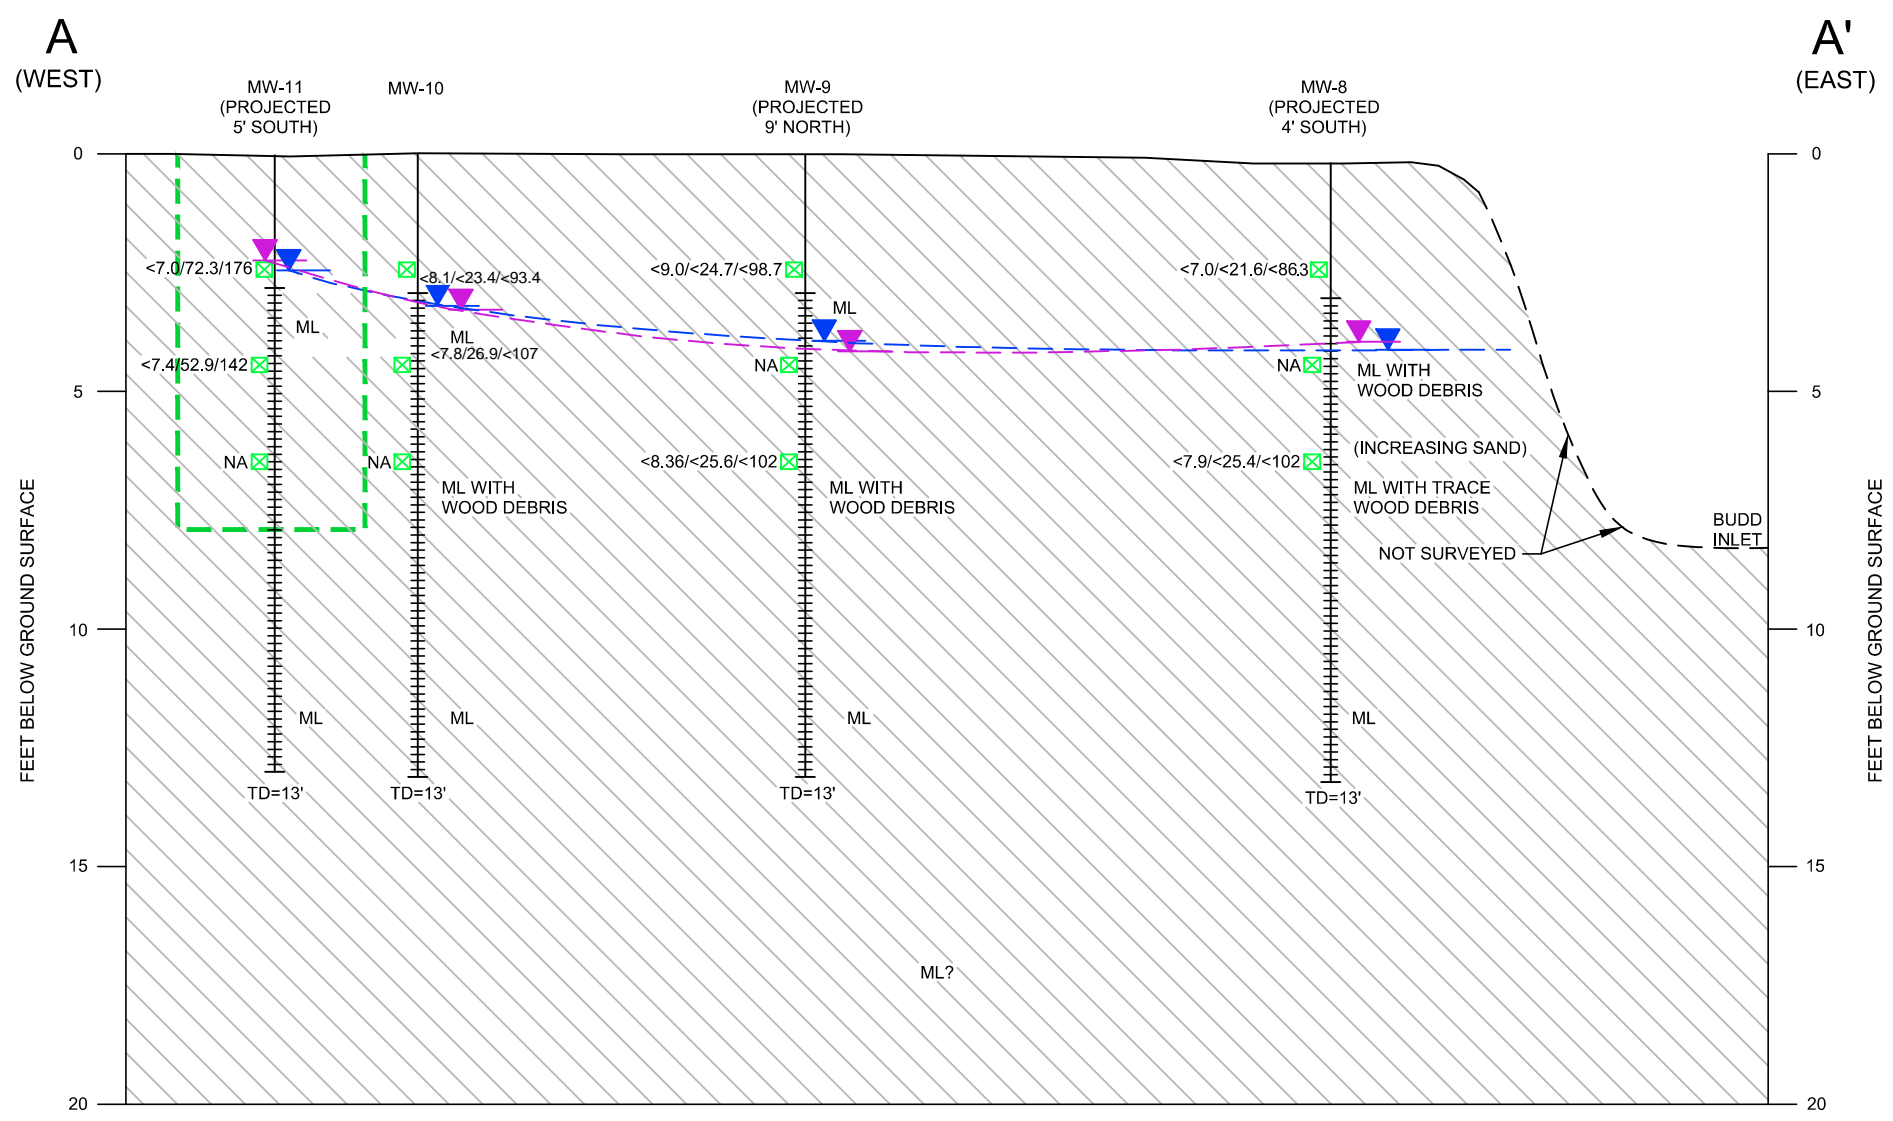 A
(WEST)
A'
(EAST)
MW-11
(PROJECTED
5' SOUTH)
MW-10
MW-9
(PROJECTED
9' NORTH)
MW-8
(PROJECTED
4' SOUTH)
0
0
<7.0/72.3/176
<8.1/<23.4/<93.4
<9.0/<24.7/<98.7
<7.0/<21.6/<86.3
ML
ML
ML
<7.4/52.9/142
<7.8/26.9/<107
NA
NA
ML WITH
WOOD DEBRIS
5
5
(INCREASING SAND)
NA
NA
<8.36/<25.6/<102
<7.9/<25.4/<102
ML WITH
WOOD DEBRIS
ML WITH
WOOD DEBRIS
ML WITH TRACE
WOOD DEBRIS
BUDD
INLET
NOT SURVEYED
FEET BELOW GROUND SURFACE
FEET BELOW GROUND SURFACE
10
10
ML
ML
ML
ML
TD=13'
TD=13'
TD=13'
TD=13'
15
15
ML?
20
20